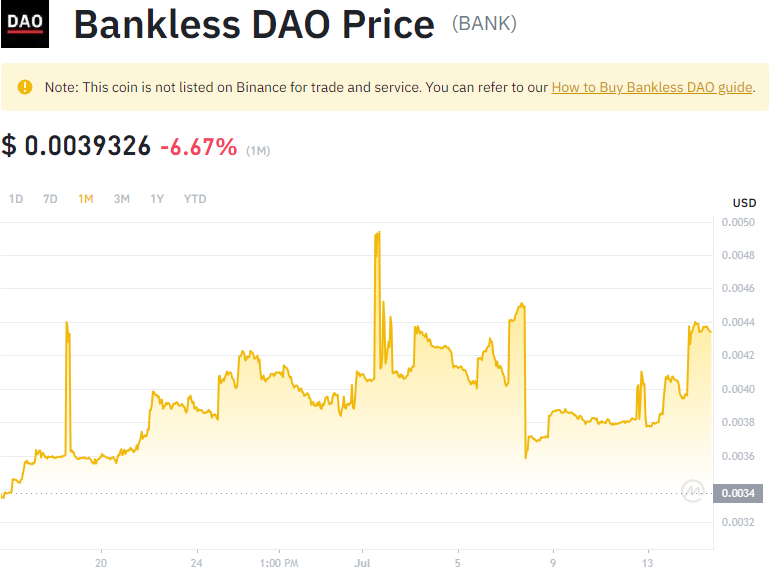 DAO
Bankless DAO Price (BANK)
Note: This coin is not listed on Binance for trade and service. You can refer to our How to Buy Bankless DAO guide.
$ 0.0039326 -6.67% (1M)
1D 7D 1M 3M 1Y YTD
USD
0.0050
0.0048
0.0046
0.0044
0.0042
0.0040
0.0038
0.0036
0.0034
0.0032
20 24 1:00 PM Jul 5 9 13